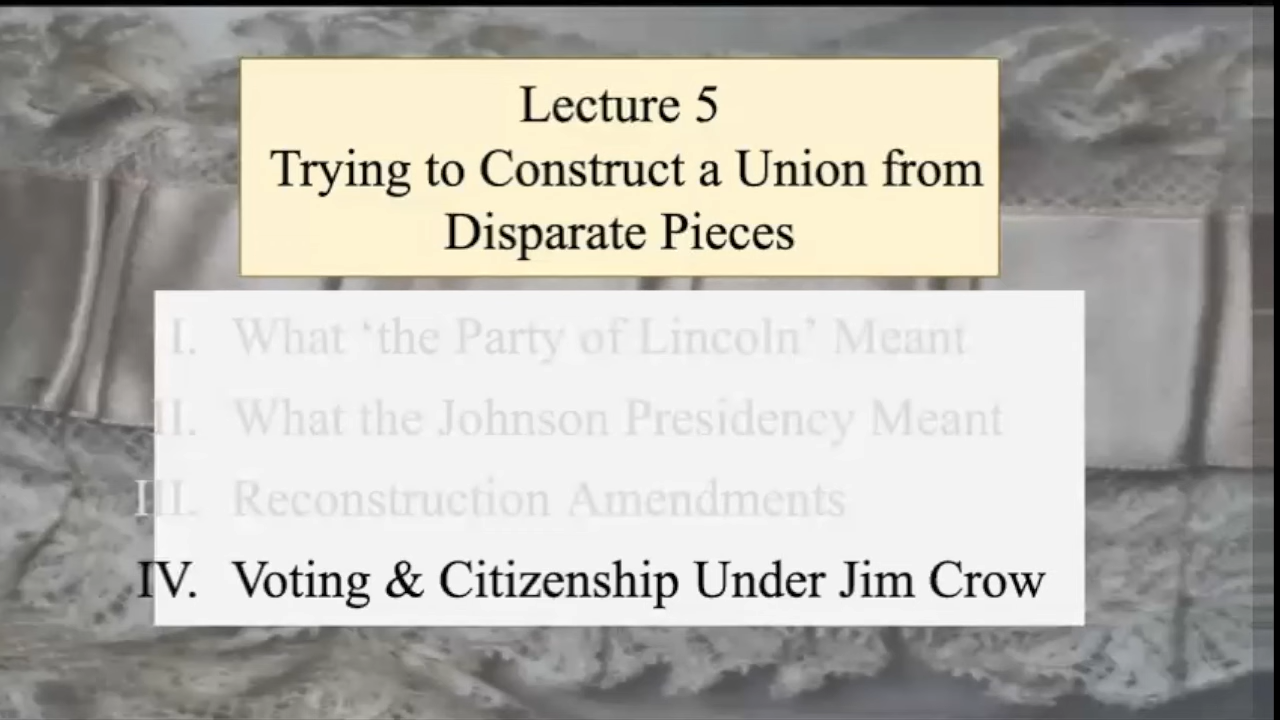 Lecture 5
Trying to Construct a Union from
Disparate Pieces
I. What ‘the Party of Lincoln’ Meant
II. What the Johnson Presidency Meant
III. Reconstruction Amendments
IV. Voting & Citizenship Under Jim Crow